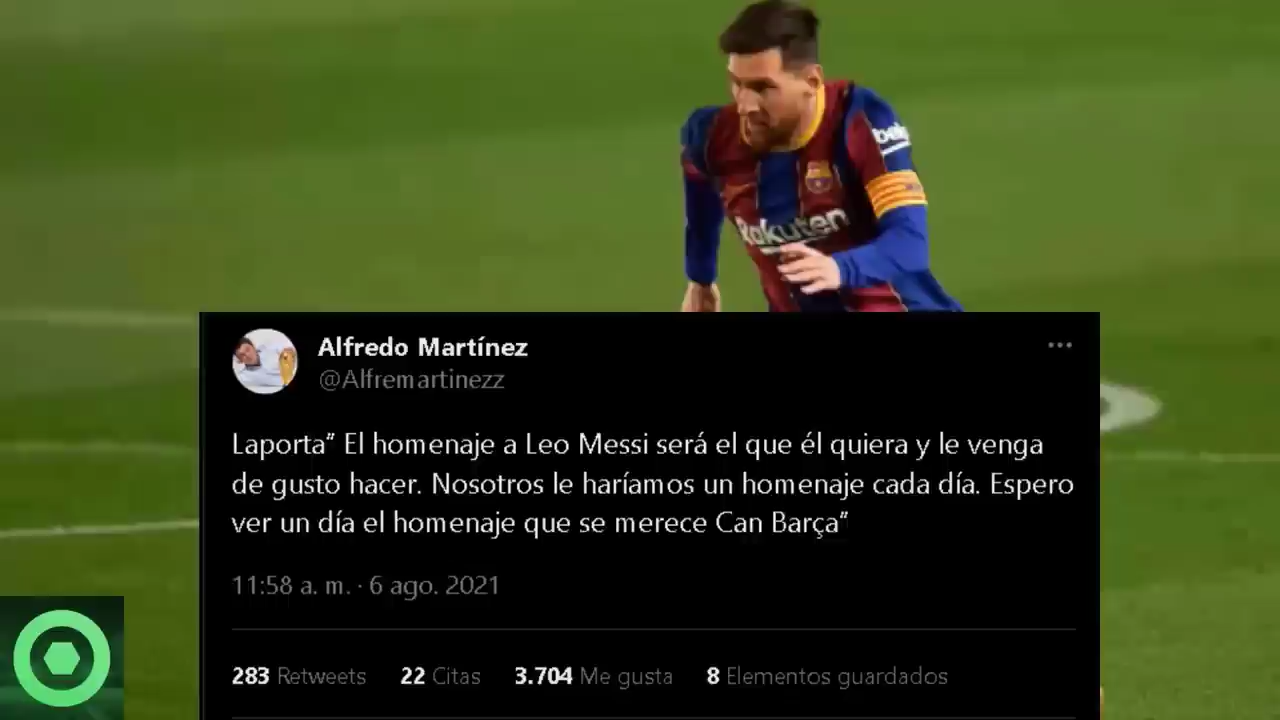 beko
Rakuten
Alfredo Martínez
@Alfremartinezz
Laporta" El homenaje a Leo Messi será el que él quiera y le venga
de gusto hacer. Nosotros le haríamos un homenaje cada día. Espero
ver un día el homenaje que se merece Can Barça"
11:58 a. m. · 6 ago. 2021
283 Retweets 22 Citas 3.704 Me gusta 8 Elementos guardados